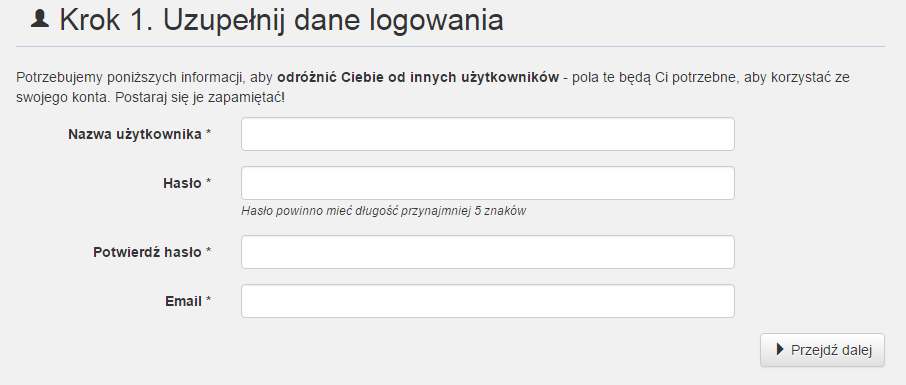 Krok 1. Uzupełnij dane logowania
Potrzebujemy poniższych informacji, aby odróżnić Ciebie od innych użytkowników - pola te będą Ci potrzebne, aby korzystać ze
swojego konta. Postaraj się je zapamiętać!
Nazwa użytkownika *
Hasło *
Hasło powinno mieć długość przynajmniej 5 znaków
Potwierdź hasło *
Email *
Przejdź dalej